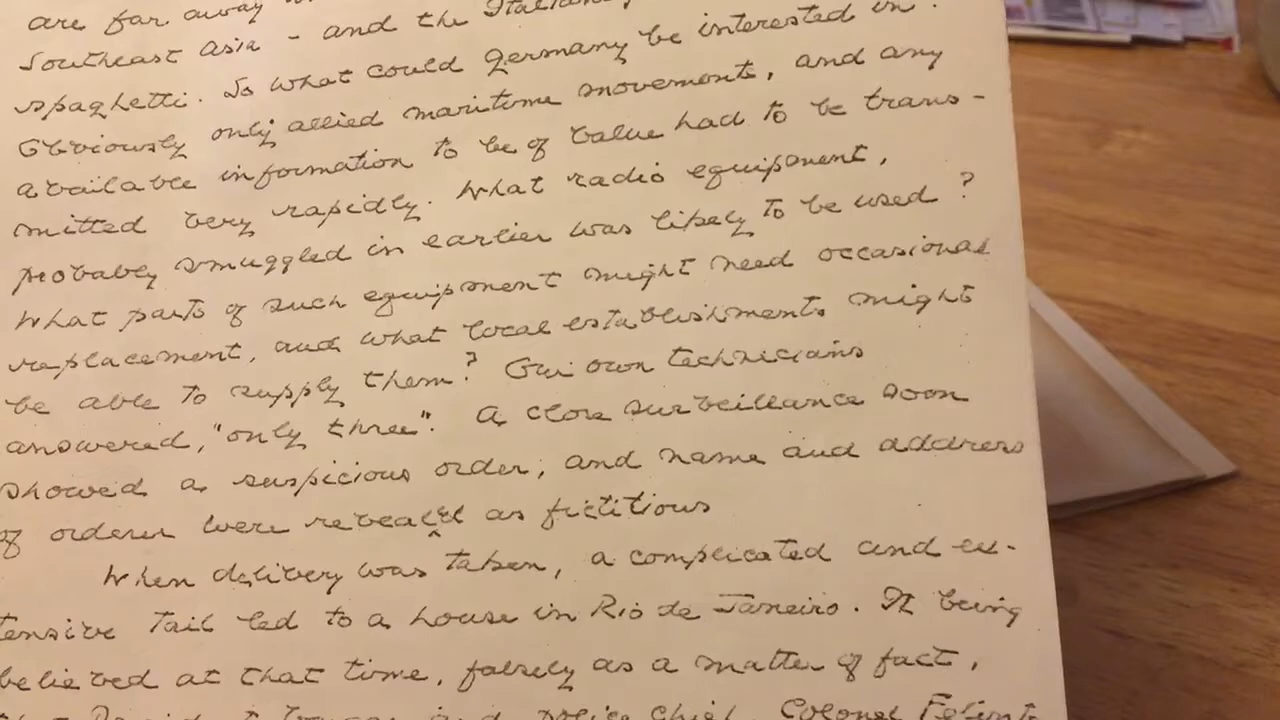 are far away
Southeast Asia - and the Italians
spaghetti. So what could Germany be interested in.
Obviously only allied maritime movements, and any
available information to be of value had to be trans-
mitted very rapidly. What radio equipment,
probably smuggled in earlier was likely to be used?
What parts of such equipment might need occasional
replacement, and what local establishments might
be able to supply them? Our own technicians
answered, "only three". A close surveillance soon
showed a suspicious order, and name and address
of orderer were revealed as fictitious
When delivery was taken, a complicated and ex-
tensive tail led to a house in Rio de Janeiro. It being
believed at that time, falsely as a matter of fact,
and police chief, Colonel